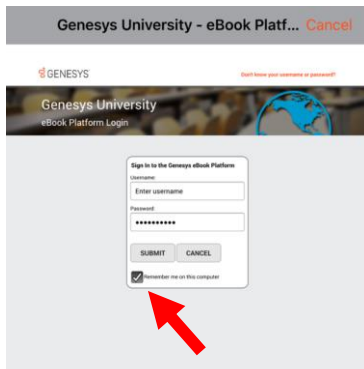 Genesys University - eBook Platf... Cancel
GENESYS
Don't know your username or password?
Genesys University
eBook Platform Login
Sign In to the Genesys eBook Platform
Username:
Enter username
Password:
••••••••••
SUBMIT CANCEL
Remember me on this computer